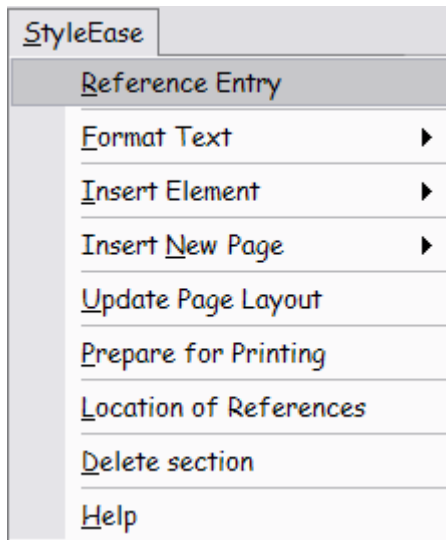 StyleEase
Reference Entry
Format Text
Insert Element
Insert New Page
Update Page Layout
Prepare for Printing
Location of References
Delete section
Help